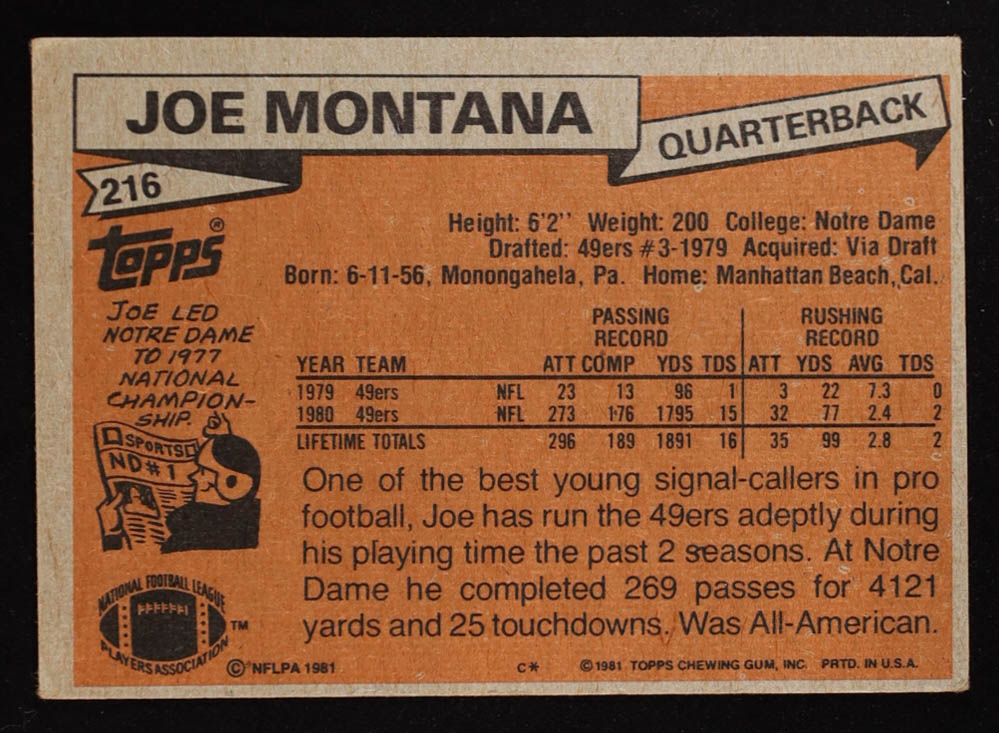 JOE MONTANA
QUARTERBACK
216
topps®
Height: 6'2'' Weight: 200 College: Notre Dame
Drafted: 49ers #3-1979 Acquired: Via Draft
Born: 6-11-56, Monongahela, Pa. Home: Manhattan Beach, Cal.
JOE LED
NOTRE DAME
TO 1977
NATIONAL
CHAMPION-
SHIP.
SPORTS
ND#1
PASSING RUSHING
RECORD RECORD
YEAR TEAM ATT COMP YDS TDS ATT YDS AVG TDS
1979 49ers NFL 23 13 96 1 3 22 7.3 0
1980 49ers NFL 273 176 1795 15 32 77 2.4 2
LIFETIME TOTALS 296 189 1891 16 35 99 2.8 2
One of the best young signal-callers in pro
football, Joe has run the 49ers adeptly during
his playing time the past 2 seasons. At Notre
Dame he completed 269 passes for 4121
yards and 25 touchdowns. Was All-American.
NATIONAL FOOTBALL LEAGUE
PLAYERS ASSOCIATION
TM
© NFLPA 1981 C* © 1981 TOPPS CHEWING GUM, INC. PRTD. IN U.S.A.